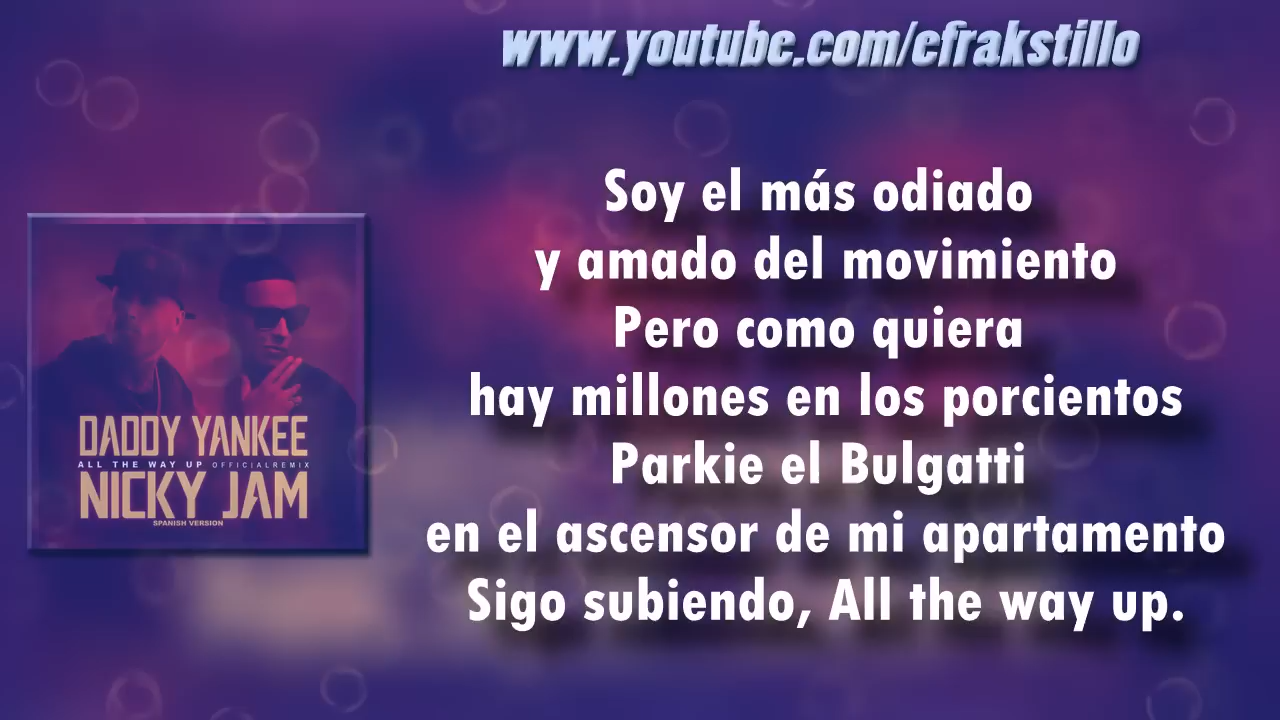 www.youtube.com/efrakstillo
Soy el más odiado
y amado del movimiento
Pero como quiera
hay millones en los porcientos
Parkie el Bulgatti
en el ascensor de mi apartamento
Sigo subiendo, All the way up.
DADDY YANKEE
ALL THE WAY UP OFFICIALREMIX
NICKY JAM
SPANISH VERSION